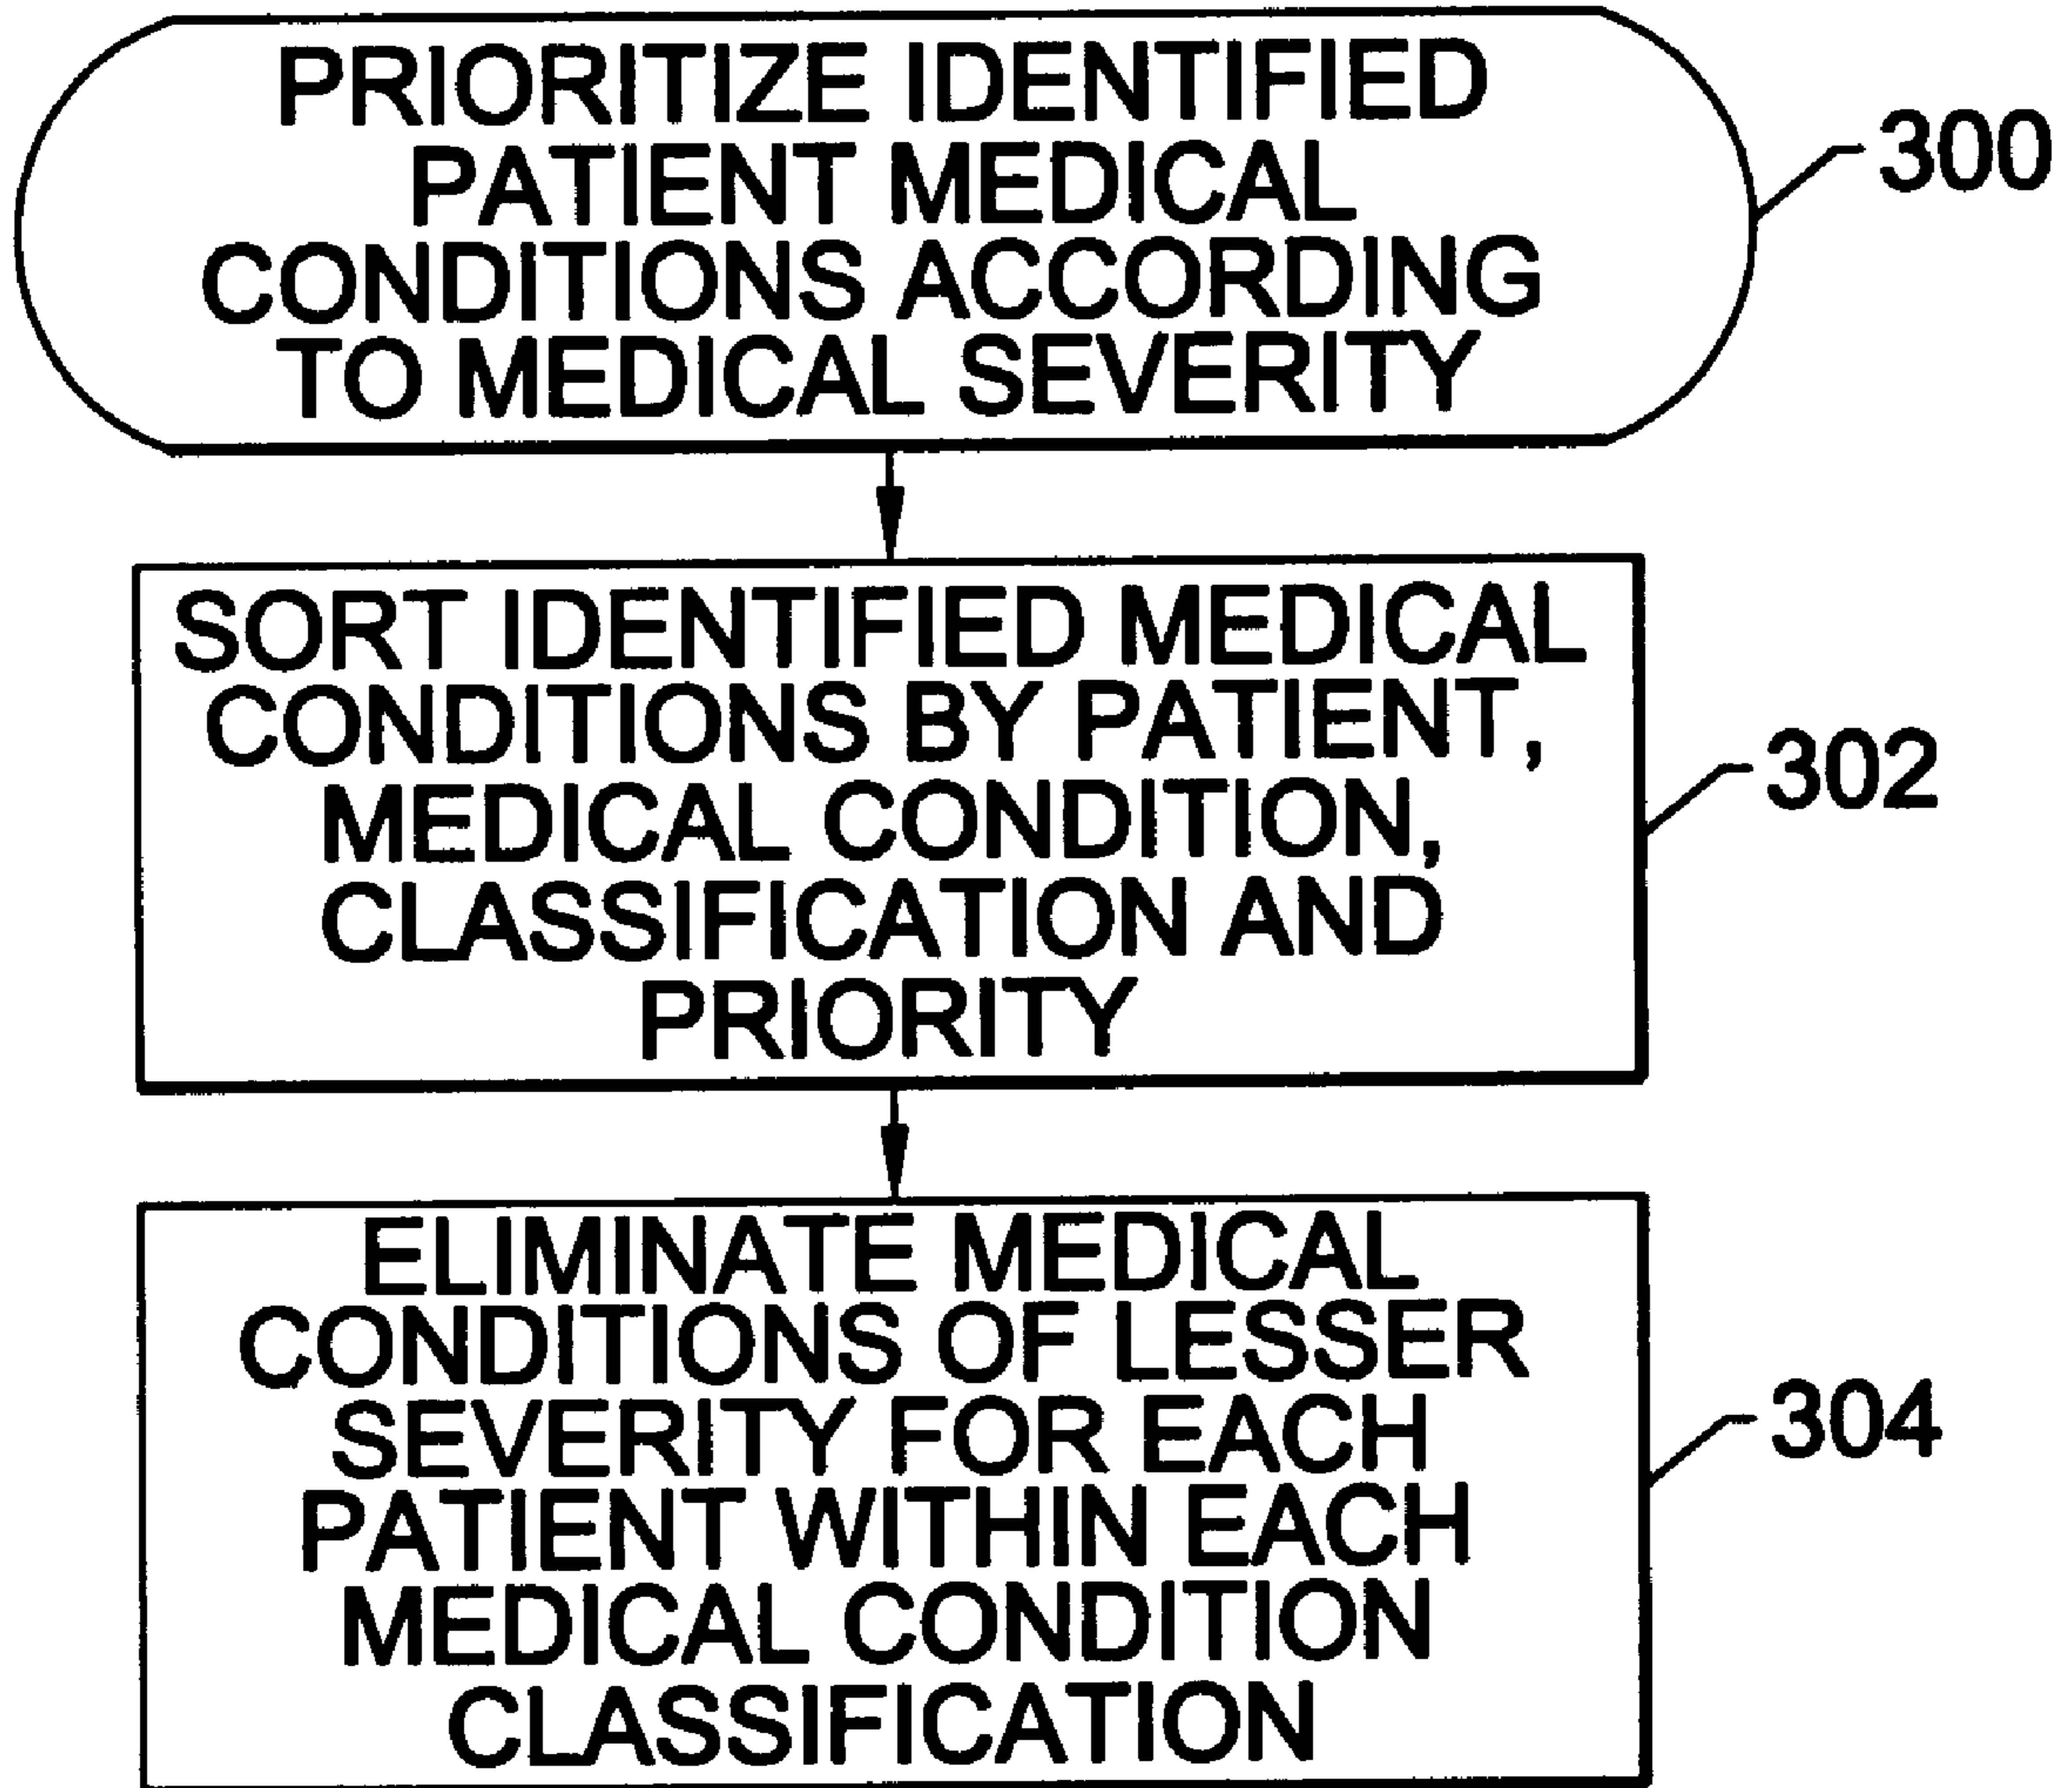 PRIORITIZE IDENTIFIED
PATIENT MEDICAL
CONDITIONS ACCORDING
TO MEDICAL SEVERITY
300
SORT IDENTIFIED MEDICAL
CONDITIONS BY PATIENT,
MEDICAL CONDITION,
CLASSIFICATION AND
PRIORITY
302
ELIMINATE MEDICAL
CONDITIONS OF LESSER
SEVERITY FOR EACH
PATIENT WITHIN EACH
MEDICAL CONDITION
CLASSIFICATION
304